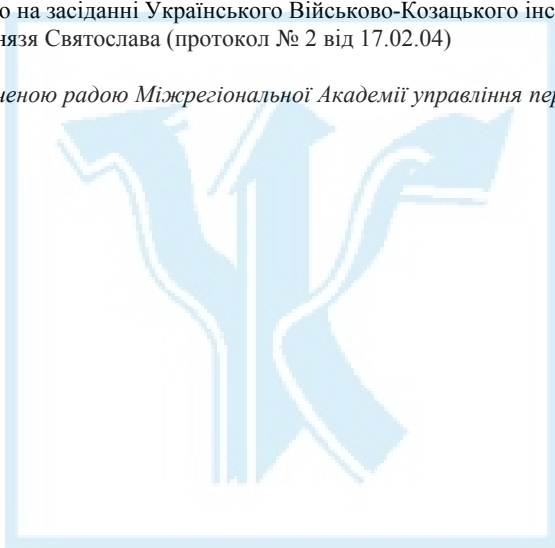 о на засіданні Українського Військово-Козацького інс
нязя Святослава (протокол № 2 від 17.02.04)
ченою радою Міжрегіональної Академії управління пер